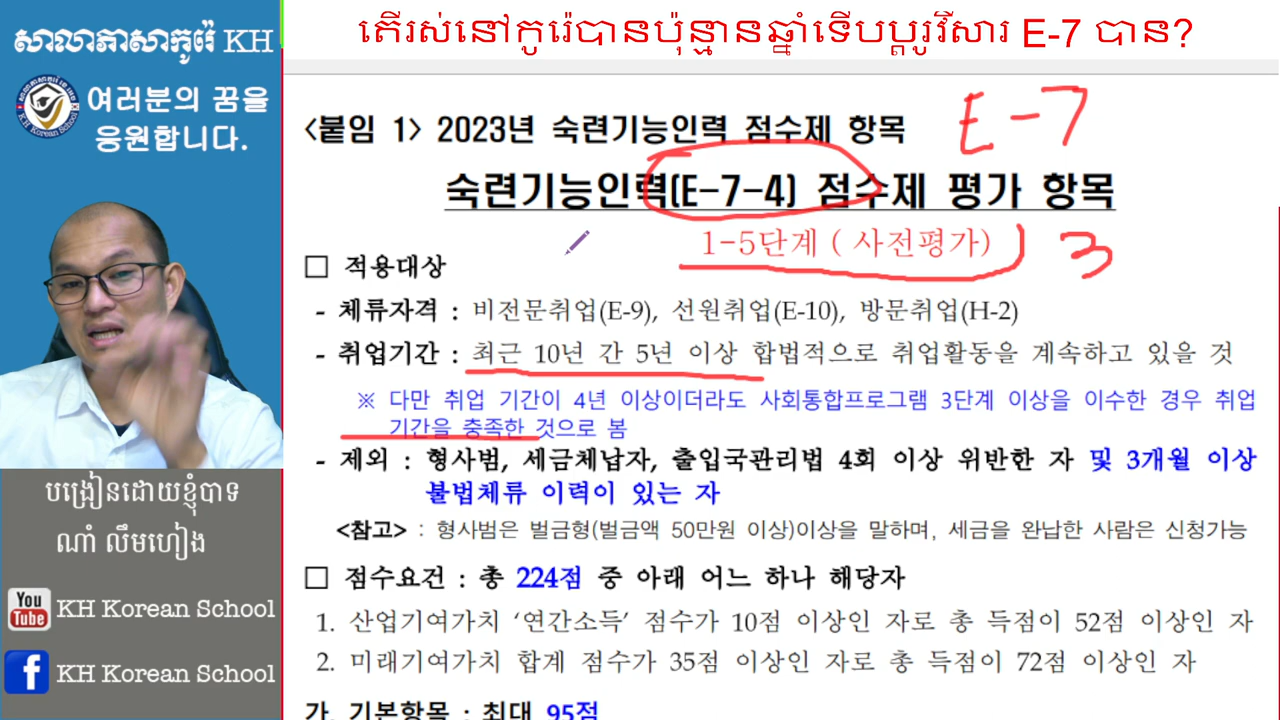 សាលាភាសាកូរ៉េ KH
여러분의 꿈을
응원합니다.
តើរស់នៅកូរ៉េបានប៉ុន្មានឆ្នាំទើបប្តូរវីសារ E-7 បាន?
<붙임 1> 2023년 숙련기능인력 점수제 항목
E-7
숙련기능인력(E-7-4) 점수제 평가 항목
1-5단계 ( 사전평가)
3
□ 적용대상
- 체류자격 : 비전문취업(E-9), 선원취업(E-10), 방문취업(H-2)
- 취업기간 : 최근 10년 간 5년 이상 합법적으로 취업활동을 계속하고 있을 것
※ 다만 취업 기간이 4년 이상이더라도 사회통합프로그램 3단계 이상을 이수한 경우 취업
기간을 충족한 것으로 봄
- 제외 : 형사범, 세금체납자, 출입국관리법 4회 이상 위반한 자 및 3개월 이상
불법체류 이력이 있는 자
<참고> : 형사범은 벌금형(벌금액 50만원 이상)이상을 말하며, 세금을 완납한 사람은 신청가능
□ 점수요건 : 총 224점 중 아래 어느 하나 해당자
1. 산업기여가치 ‘연간소득’ 점수가 10점 이상인 자로 총 득점이 52점 이상인 자
2. 미래기여가치 합계 점수가 35점 이상인 자로 총 득점이 72점 이상인 자
가. 기본항목 : 최대 95점
បង្រៀនដោយខ្ញុំបាទ
ណាំ លឹមហៀង
You Tube KH Korean School
f KH Korean School